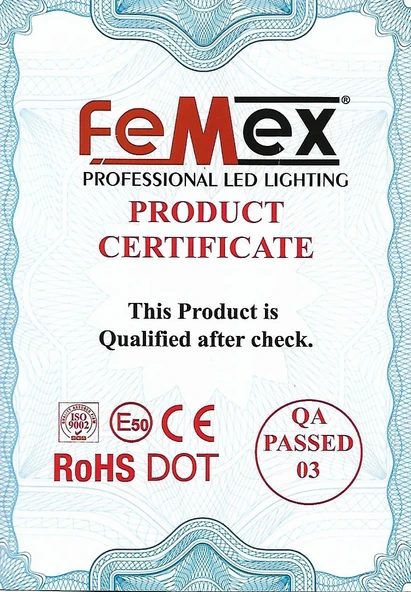 FeMex®
PROFESSIONAL LED LIGHTING
PRODUCT
CERTIFICATE
This Product is
Qualified after check.
ISO
9002
SGS
E50 CE
RoHS DOT
QA
PASSED
03